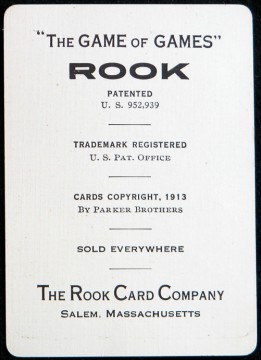 "THE GAME OF GAMES"
ROOK
PATENTED
U. S. 952,939
TRADEMARK REGISTERED
U. S. PAT. OFFICE
CARDS COPYRIGHT, 1913
BY PARKER BROTHERS
SOLD EVERYWHERE
THE ROOK CARD COMPANY
SALEM, MASSACHUSETTS